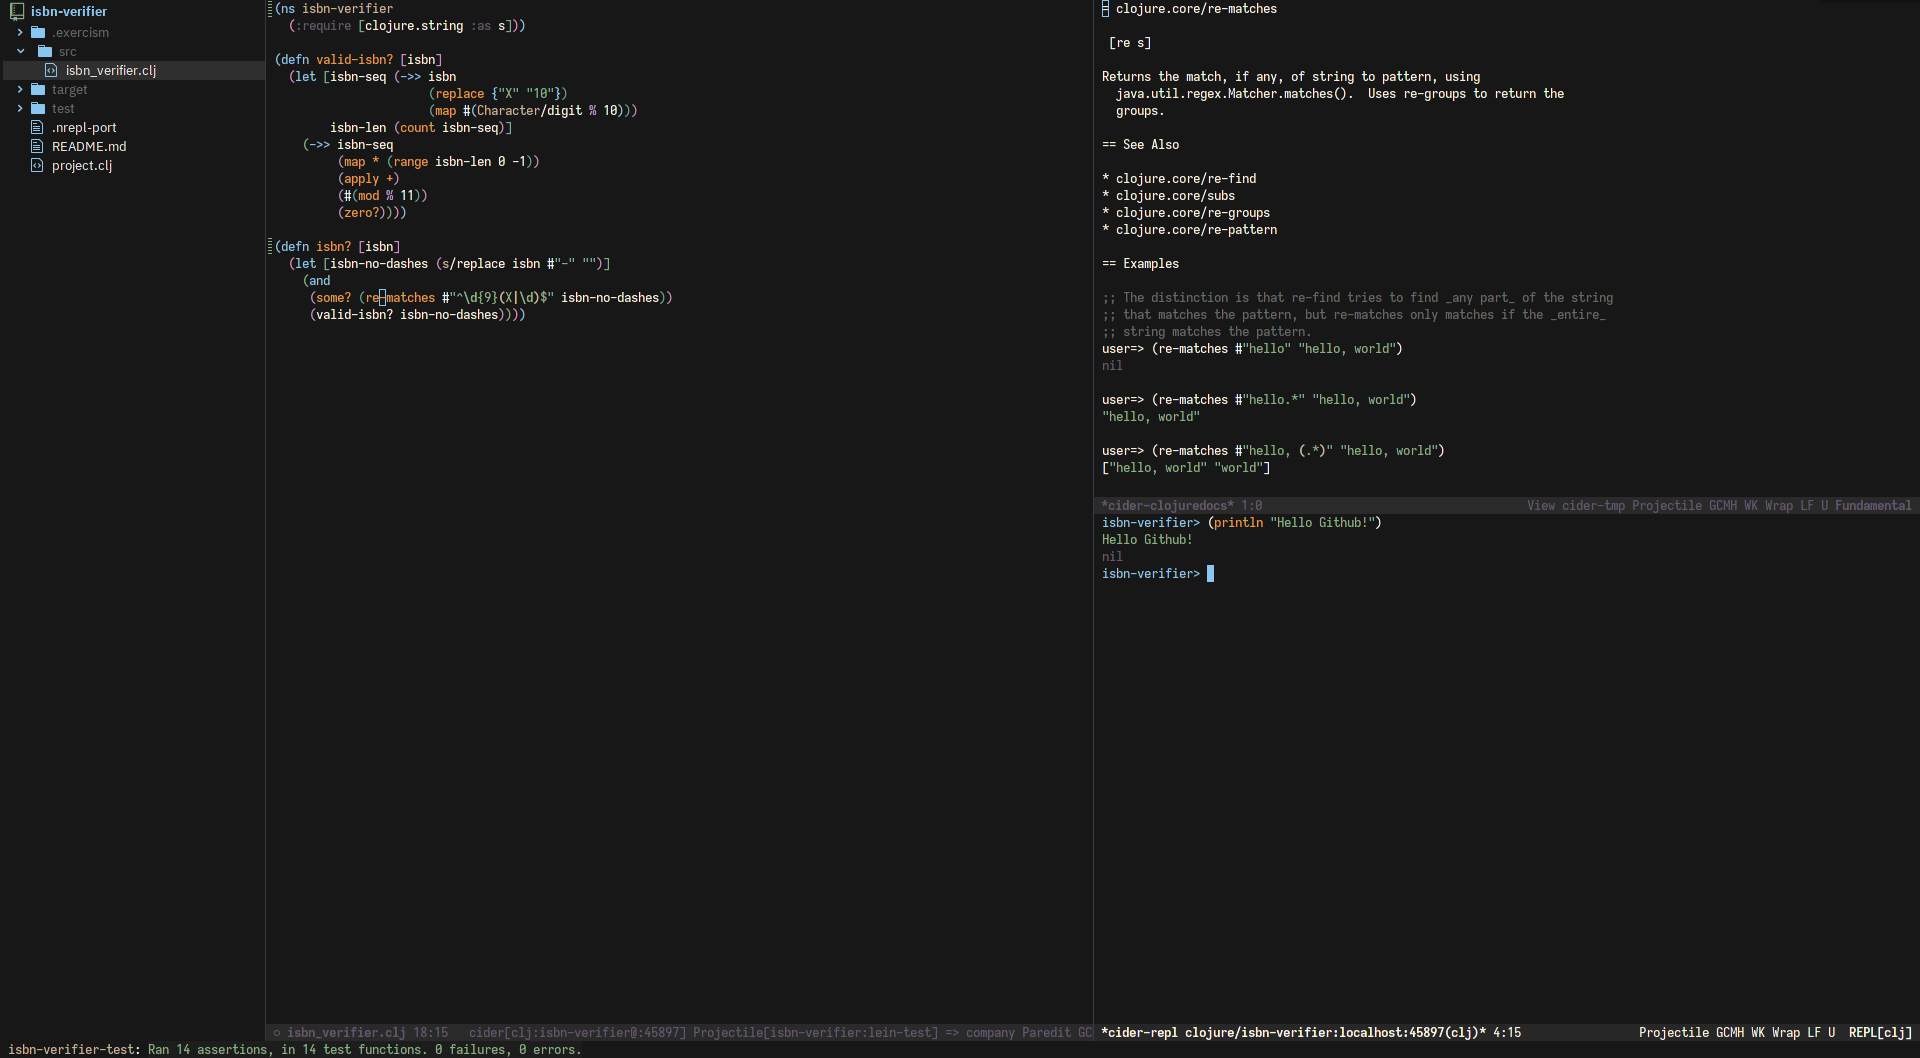 isbn-verifier
.exercism
src
isbn_verifier.clj
target
test
.nrepl-port
README.md
project.clj
(ns isbn-verifier
  (:require [clojure.string :as s]))
(defn valid-isbn? [isbn]
  (let [isbn-seq (->> isbn
                      (replace {"X" "10"})
                      (map #(Character/digit % 10)))
        isbn-len (count isbn-seq)]
    (->> isbn-seq
         (map * (range isbn-len 0 -1))
         (apply +)
         (#(mod % 11))
         (zero?))))
(defn isbn? [isbn]
  (let [isbn-no-dashes (s/replace isbn #"-" "")]
    (and
     (some? (re-matches #"^\d{9}(X|\d)$" isbn-no-dashes))
     (valid-isbn? isbn-no-dashes))))
○ isbn_verifier.clj 18:15   cider[clj:isbn-verifier@:45897] Projectile[isbn-verifier:lein-test] => company Paredit GC
= clojure.core/re-matches
 [re s]
Returns the match, if any, of string to pattern, using
  java.util.regex.Matcher.matches().  Uses re-groups to return the
  groups.
== See Also
* clojure.core/re-find
* clojure.core/subs
* clojure.core/re-groups
* clojure.core/re-pattern
== Examples
;; The distinction is that re-find tries to find _any part_ of the string
;; that matches the pattern, but re-matches only matches if the _entire_
;; string matches the pattern.
user=> (re-matches #"hello" "hello, world")
nil
user=> (re-matches #"hello.*" "hello, world")
"hello, world"
user=> (re-matches #"hello, (.*)" "hello, world")
["hello, world" "world"]
*cider-clojuredocs* 1:0   View cider-tmp Projectile GCMH WK Wrap LF U Fundamental
isbn-verifier> (println "Hello Github!")
Hello Github!
nil
isbn-verifier>
*cider-repl clojure/isbn-verifier:localhost:45897(clj)* 4:15   Projectile GCMH WK Wrap LF U  REPL[clj]
isbn-verifier-test: Ran 14 assertions, in 14 test functions. 0 failures, 0 errors.